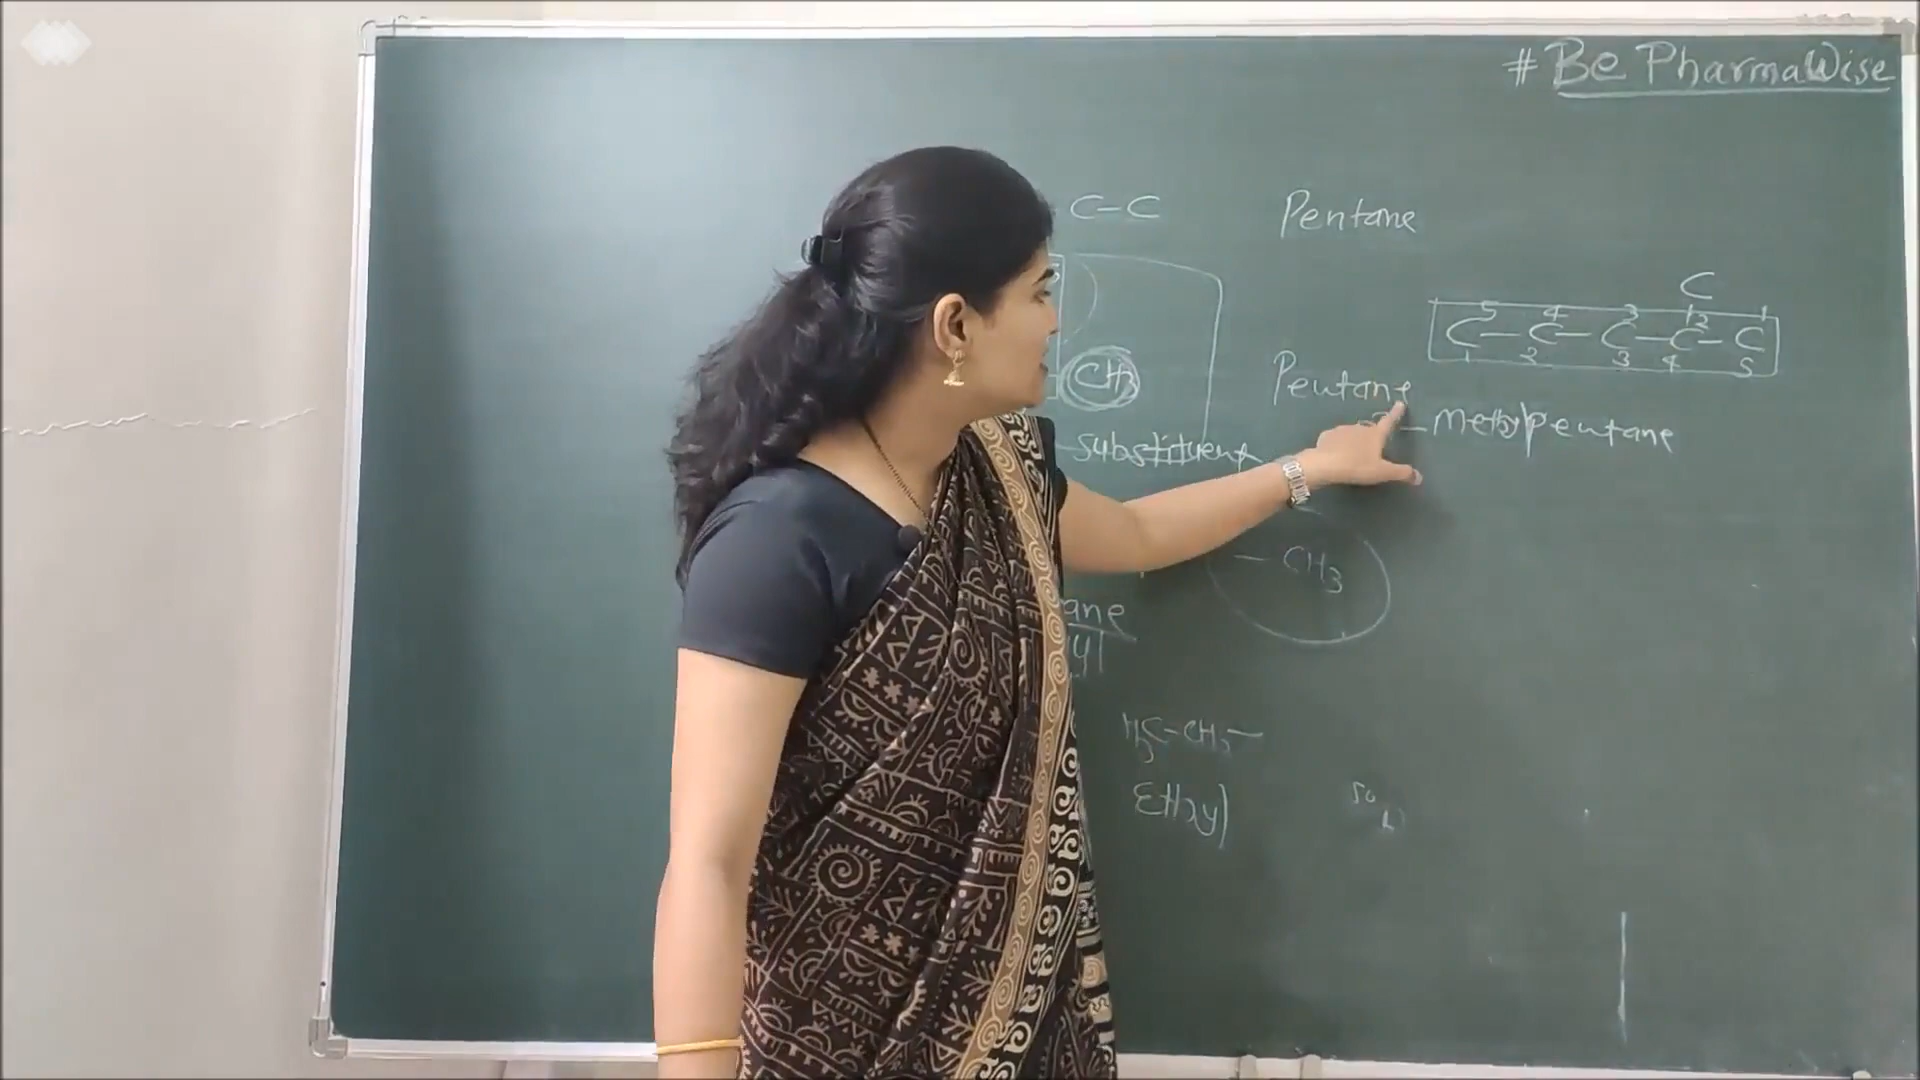 # Be PharmaWise
C-C
Pentane
C
5 4 3 2 1
C-C-C-C-C
1 2 3 4 5
CH3
Pentane
- Methylpentane
-substituent
- CH3
ane
yl
H3C-CH2-
Ethyl